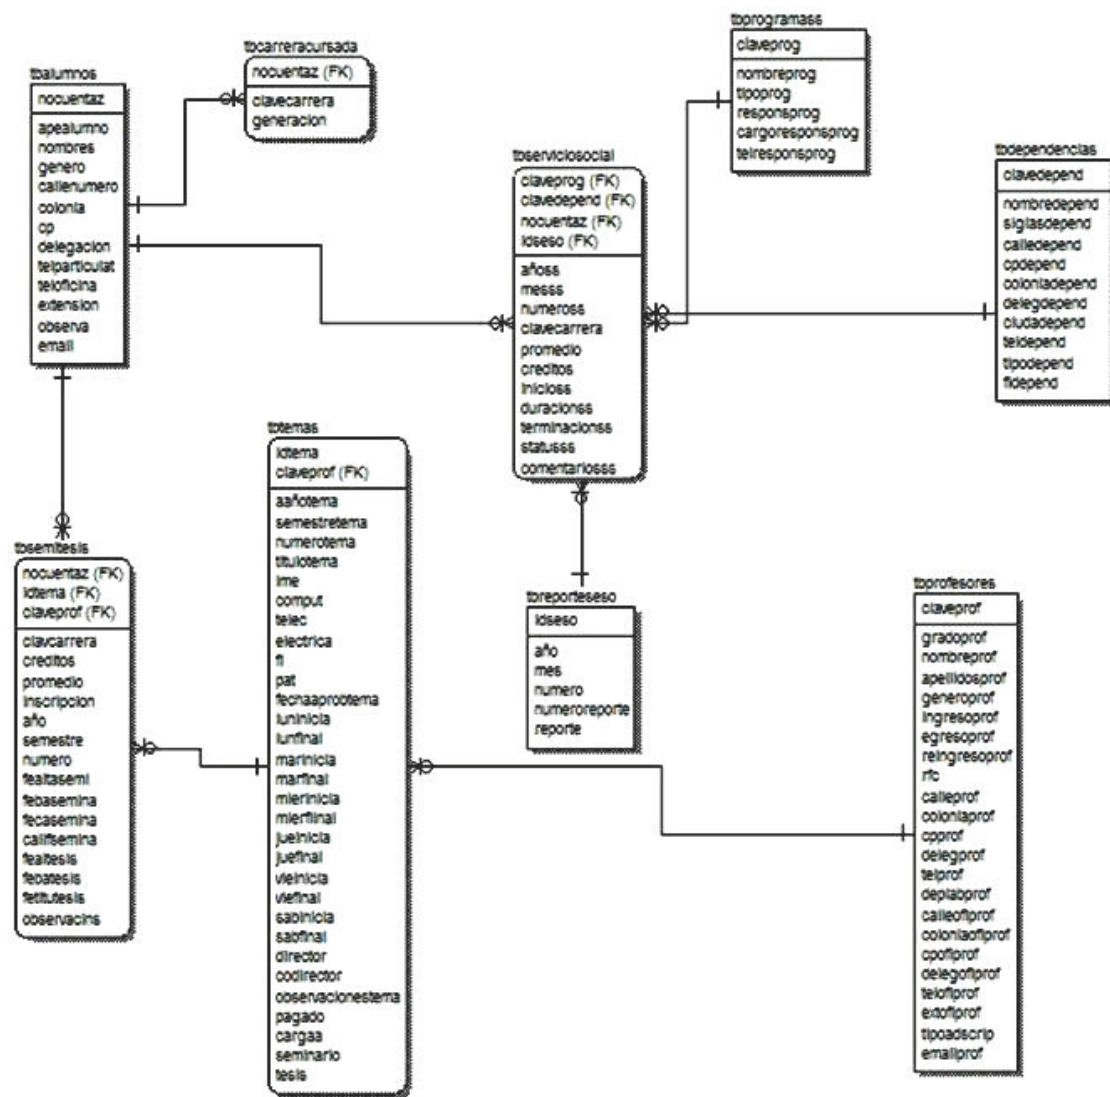 tbalumnos
nocuentaz
apealumno
nombres
genero
callenumero
colonia
cp
delegacion
telparticulat
teloficina
extension
observa
email
tbcarreracursada
nocuentaz (FK)
clavecarrera
generacion
tbprogramass
claveprog
nombreprog
tipoprog
responsprog
cargoresponsprog
telresponsprog
tbserviciosocial
claveprog (FK)
clavedepend (FK)
nocuentaz (FK)
idseso (FK)
añoss
messs
numeross
clavecarrera
promedio
creditos
inicioss
duracionss
terminacionss
statusss
comentariosss
tbdependencias
clavedepend
nombredepend
siglasdepend
calledepend
cpdepend
coloniadepend
delegdepend
ciudadepend
teldepend
tipodepend
fidepend
tbsemitesis
nocuentaz (FK)
idtema (FK)
claveprof (FK)
clavcarrera
creditos
promedio
inscripcion
año
semestre
numero
fealtasemi
febasemina
fecasemina
califsemina
fealtesis
febatesis
fetitutesis
observacins
tbtemas
idtema
claveprof (FK)
aañotema
semestretema
numerotema
titulotema
ime
comput
telec
electrica
fi
pat
fechaaprobtema
luninicia
lunfinal
marinicia
marfinal
mierinicia
mierfiinal
jueinicia
juefinal
vieinicia
viefinal
sabinicia
sabfinal
director
codirector
observacionestema
pagado
cargaa
seminario
tesis
tbreporteseso
idseso
año
mes
numero
numeroreporte
reporte
tbprofesores
claveprof
gradoprof
nombreprof
apellidosprof
generoprof
ingresoprof
egresoprof
reingresoprof
rfc
calleprof
coloniaprof
cpprof
delegprof
telprof
deplabprof
calleofiprof
coloniaofiprof
cpofiprof
delegofiprof
telofiprof
extofiprof
tipoadscrip
emailprof